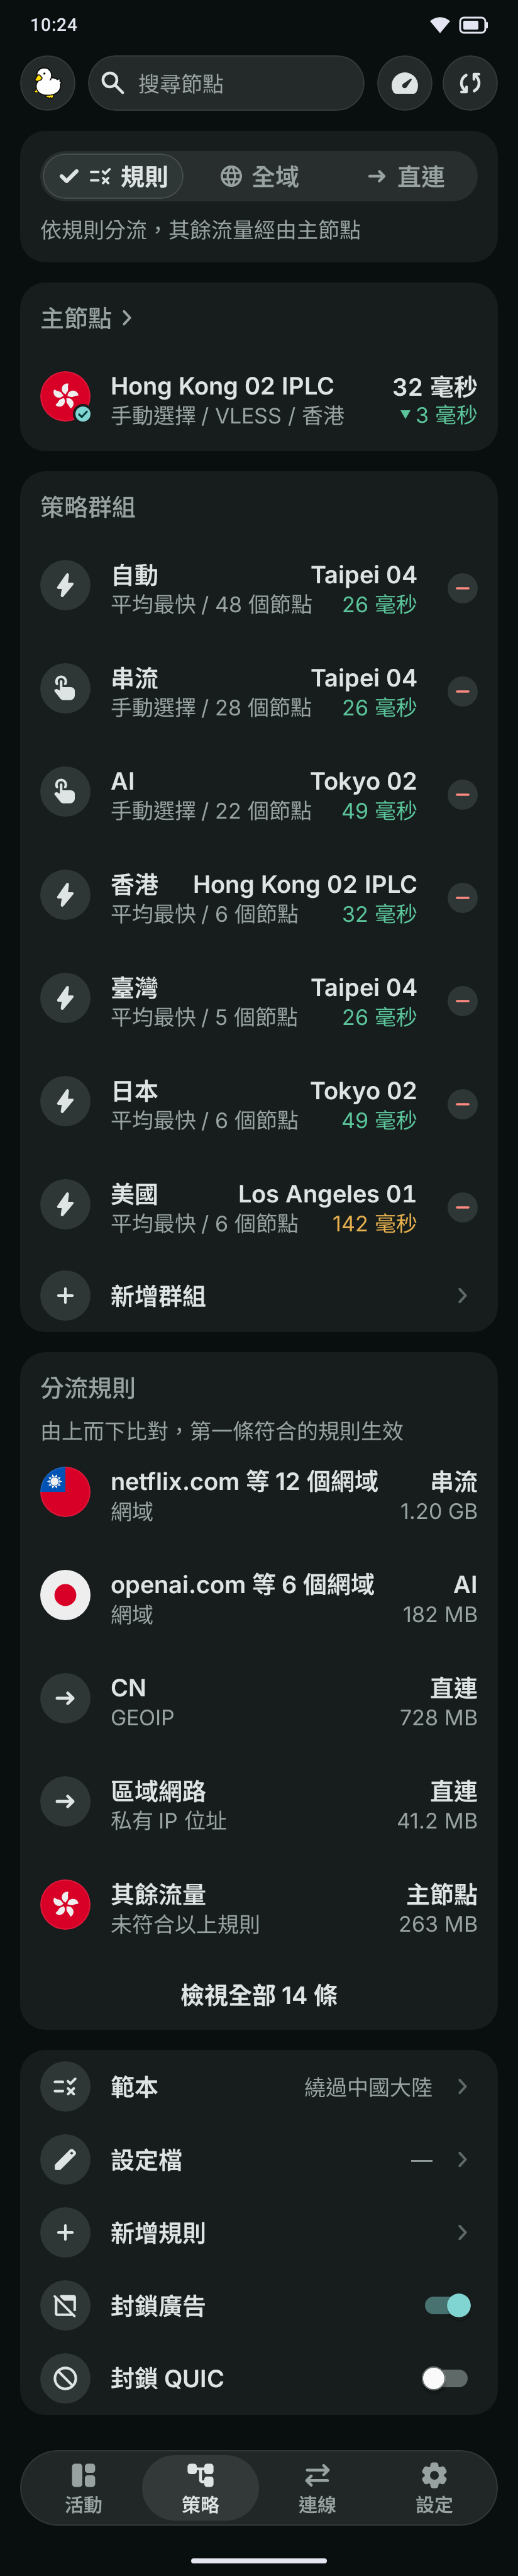 10:24
搜尋節點
規則
全域
直連
依規則分流，其餘流量經由主節點
主節點
Hong Kong 02 IPLC
32 毫秒
手動選擇 / VLESS / 香港
▼3 毫秒
策略群組
自動
Taipei 04
平均最快 / 48 個節點
26 毫秒
串流
Taipei 04
手動選擇 / 28 個節點
26 毫秒
AI
Tokyo 02
手動選擇 / 22 個節點
49 毫秒
香港
Hong Kong 02 IPLC
平均最快 / 6 個節點
32 毫秒
臺灣
Taipei 04
平均最快 / 5 個節點
26 毫秒
日本
Tokyo 02
平均最快 / 6 個節點
49 毫秒
美國
Los Angeles 01
平均最快 / 6 個節點
142 毫秒
新增群組
分流規則
由上而下比對，第一條符合的規則生效
netflix.com 等 12 個網域
串流
網域
1.20 GB
openai.com 等 6 個網域
AI
網域
182 MB
CN
直連
GEOIP
728 MB
區域網路
直連
私有 IP 位址
41.2 MB
其餘流量
主節點
未符合以上規則
263 MB
檢視全部 14 條
範本
繞過中國大陸
設定檔
—
新增規則
封鎖廣告
封鎖 QUIC
活動
策略
連線
設定